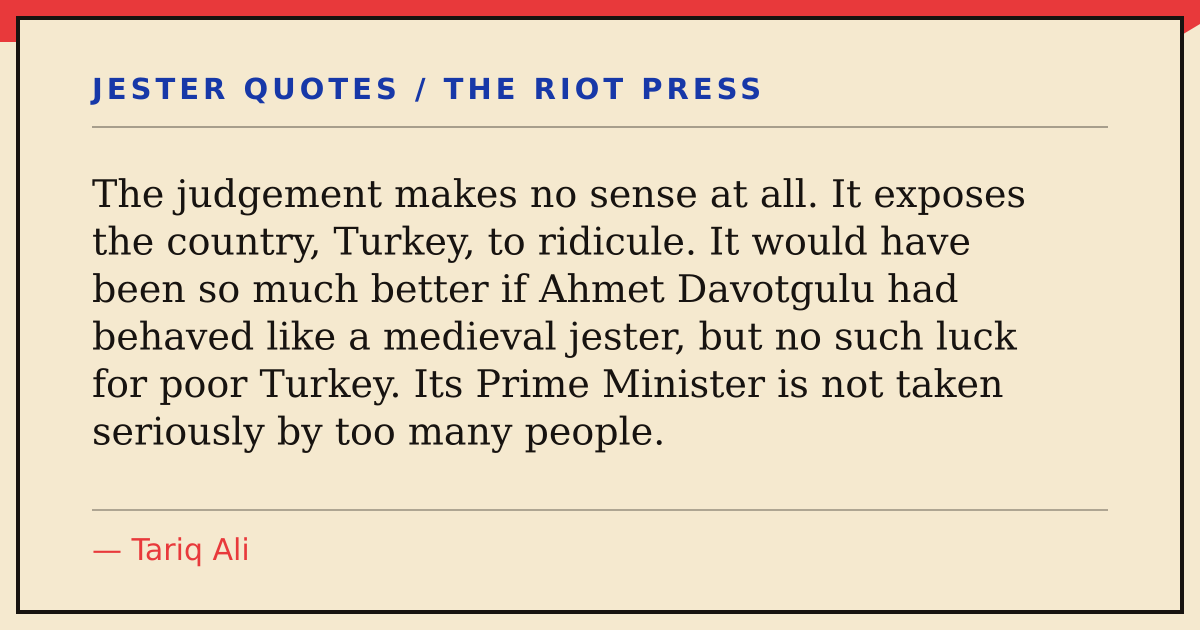 JESTER QUOTES / THE RIOT PRESS
The judgement makes no sense at all. It exposes
the country, Turkey, to ridicule. It would have
been so much better if Ahmet Davotgulu had
behaved like a medieval jester, but no such luck
for poor Turkey. Its Prime Minister is not taken
seriously by too many people.
— Tariq Ali